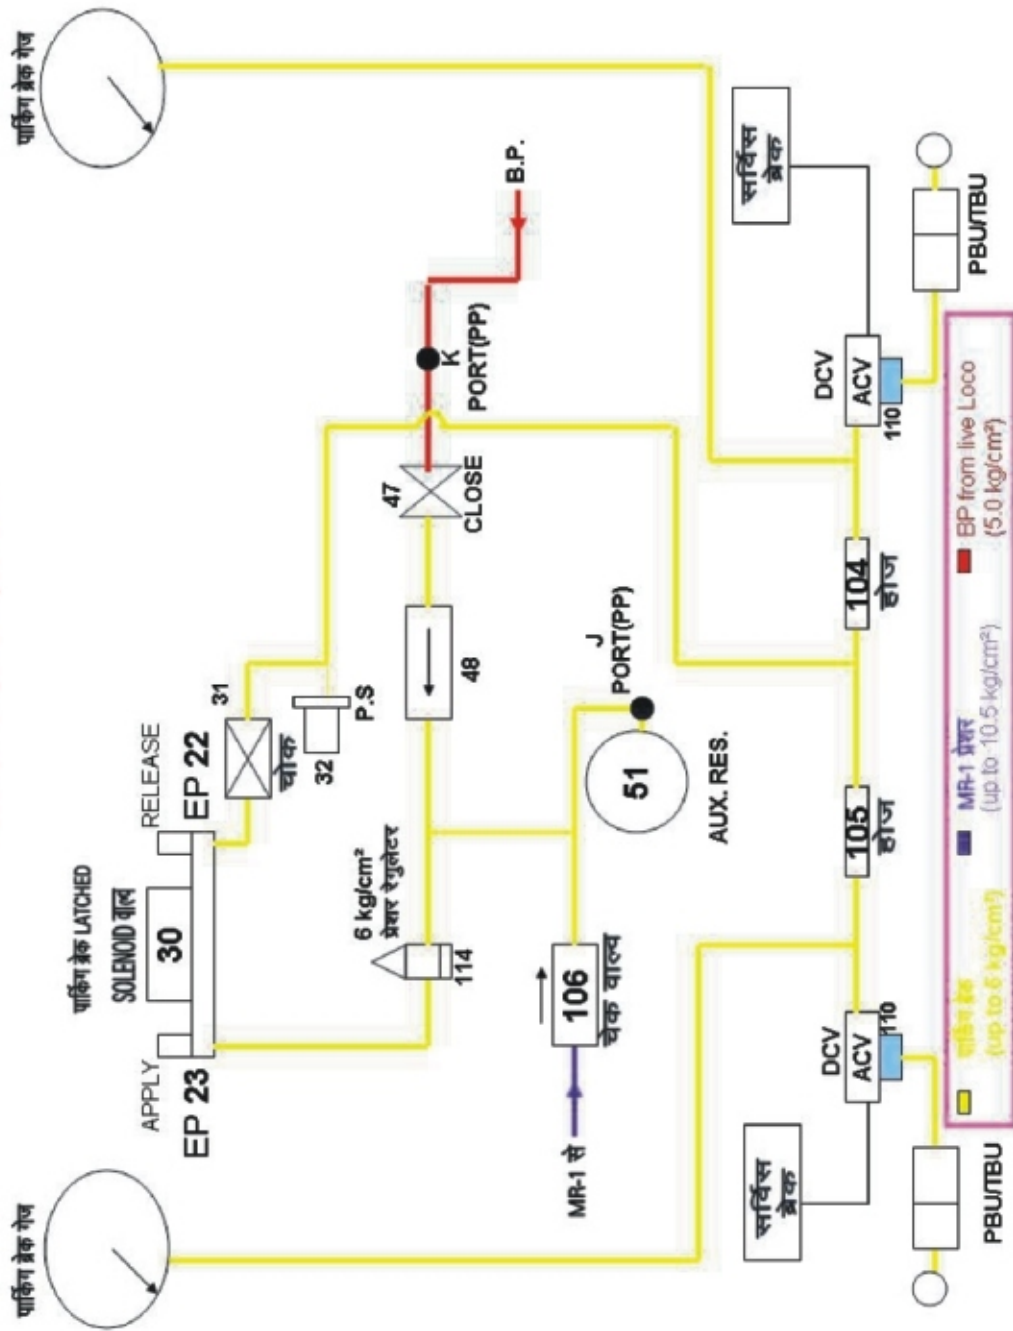 पार्किंग ब्रेक गेज
पार्किंग ब्रेक LATCHED
SOLENOID वाल्व
APPLY
30
RELEASE
EP 23
EP 22
31
चोक
32
P.S
पार्किंग ब्रेक गेज
6 kg/cm²
प्रेशर रेगुलेटर
114
48
47
CLOSE
K
PORT(PP)
B.P.
MR-1 से
106
चेक वाल्व
51
AUX. RES.
J
PORT(PP)
सर्विस
ब्रेक
DCV
ACV
110
105
होज
104
होज
DCV
ACV
110
सर्विस
ब्रेक
PBU/TBU
PBU/TBU
पार्किंग ब्रेक
(up to 6 kg/cm²)
MR-1 प्रेशर
(up to 10.5 kg/cm²)
BP from live Loco
(5.0 kg/cm²)